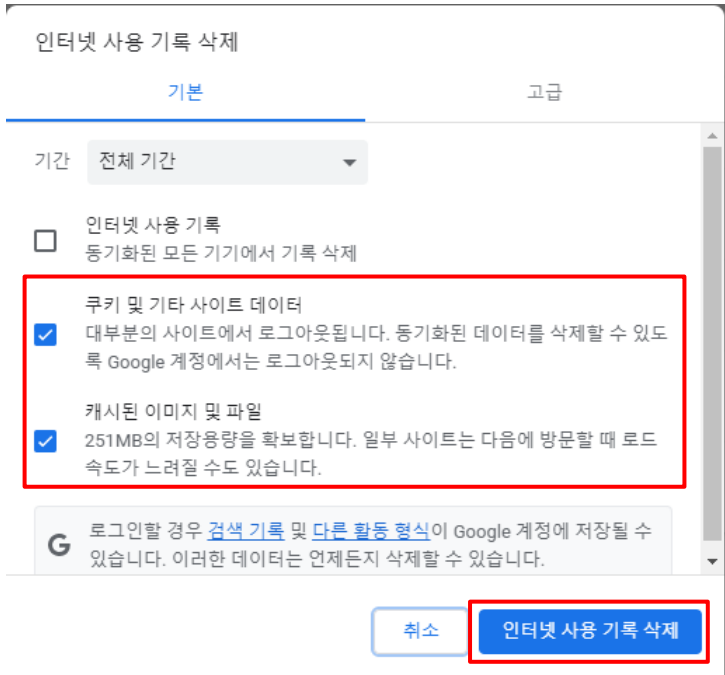 인터넷 사용 기록 삭제
기본
고급
기간
전체 기간
인터넷 사용 기록
동기화된 모든 기기에서 기록 삭제
쿠키 및 기타 사이트 데이터
대부분의 사이트에서 로그아웃됩니다. 동기화된 데이터를 삭제할 수 있도
록 Google 계정에서는 로그아웃되지 않습니다.
캐시된 이미지 및 파일
251MB의 저장용량을 확보합니다. 일부 사이트는 다음에 방문할 때 로드
속도가 느려질 수도 있습니다.
G
로그인할 경우 검색 기록 및 다른 활동 형식이 Google 계정에 저장될 수
있습니다. 이러한 데이터는 언제든지 삭제할 수 있습니다.
취소
인터넷 사용 기록 삭제